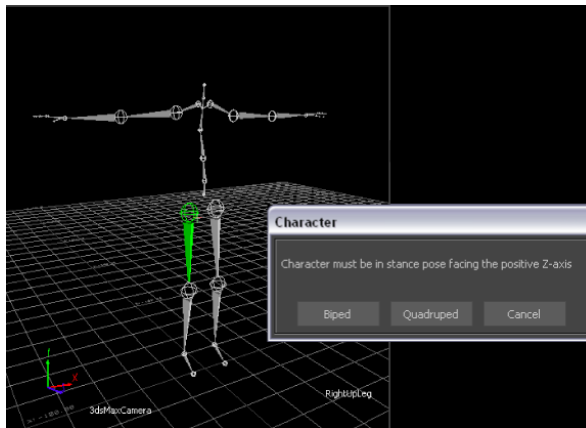 Character
Character must be in stance pose facing the positive Z-axis
Biped
Quadruped
Cancel
X
RightUpLeg
3dsMaxCamera